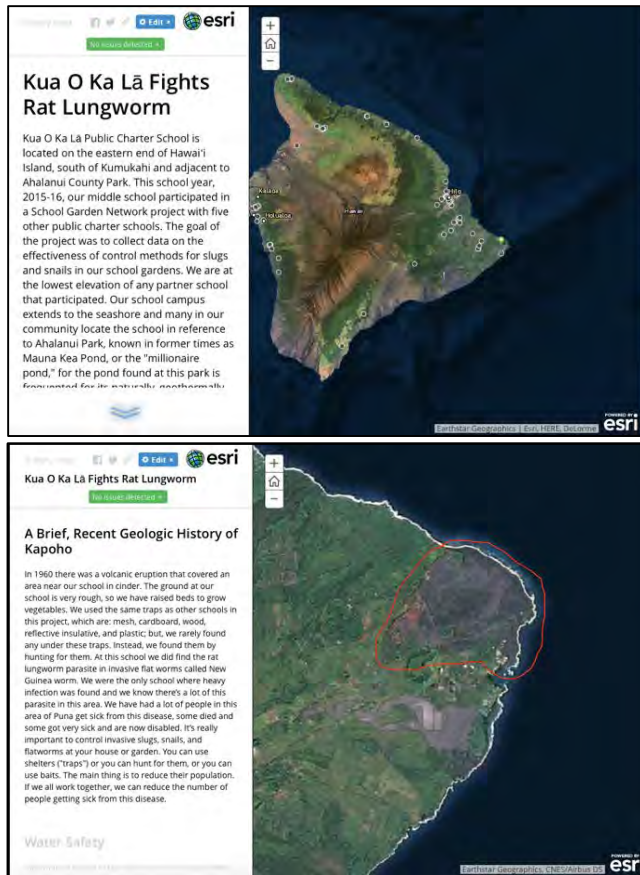 Edit
esri
No issues detected ×
Kua O Ka Lā Fights
Rat Lungworm
Kua O Ka Lā Public Charter School is
located on the eastern end of Hawai'i
Island, south of Kumukahi and adjacent to
Ahalanui County Park. This school year,
2015-16, our middle school participated in
a School Garden Network project with five
other public charter schools. The goal of
the project was to collect data on the
effectiveness of control methods for slugs
and snails in our school gardens. We are at
the lowest elevation of any partner school
that participated. Our school campus
extends to the seashore and many in our
community locate the school in reference
to Ahalanui Park, known in former times as
Mauna Kea Pond, or the "millionaire
pond," for the pond found at this park is
frequented for its naturally, geothermally
Kalaoa
Holualoa
Hawaii
Hilo
Earthstar Geographics | Esri, HERE, DeLorme
POWERED BY
esri
Edit
esri
Kua O Ka Lā Fights Rat Lungworm
No issues detected ×
A Brief, Recent Geologic History of
Kapoho
In 1960 there was a volcanic eruption that covered an
area near our school in cinder. The ground at our
school is very rough, so we have raised beds to grow
vegetables. We used the same traps as other schools in
this project, which are: mesh, cardboard, wood,
reflective insulative, and plastic; but, we rarely found
any under these traps. Instead, we found them by
hunting for them. At this school we did find the rat
lungworm parasite in invasive flat worms called New
Guinea worm. We were the only school where heavy
infection was found and we know there's a lot of this
parasite in this area. We have had a lot of people in this
area of Puna get sick from this disease, some died and
some got very sick and are now disabled. It's really
important to control invasive slugs, snails, and
flatworms at your house or garden. You can use
shelters ("traps") or you can hunt for them, or you can
use baits. The main thing is to reduce their population.
If we all work together, we can reduce the number of
people getting sick from this disease.
Water Safety
Earthstar Geographics, CNES/Airbus DS
POWERED BY
esr